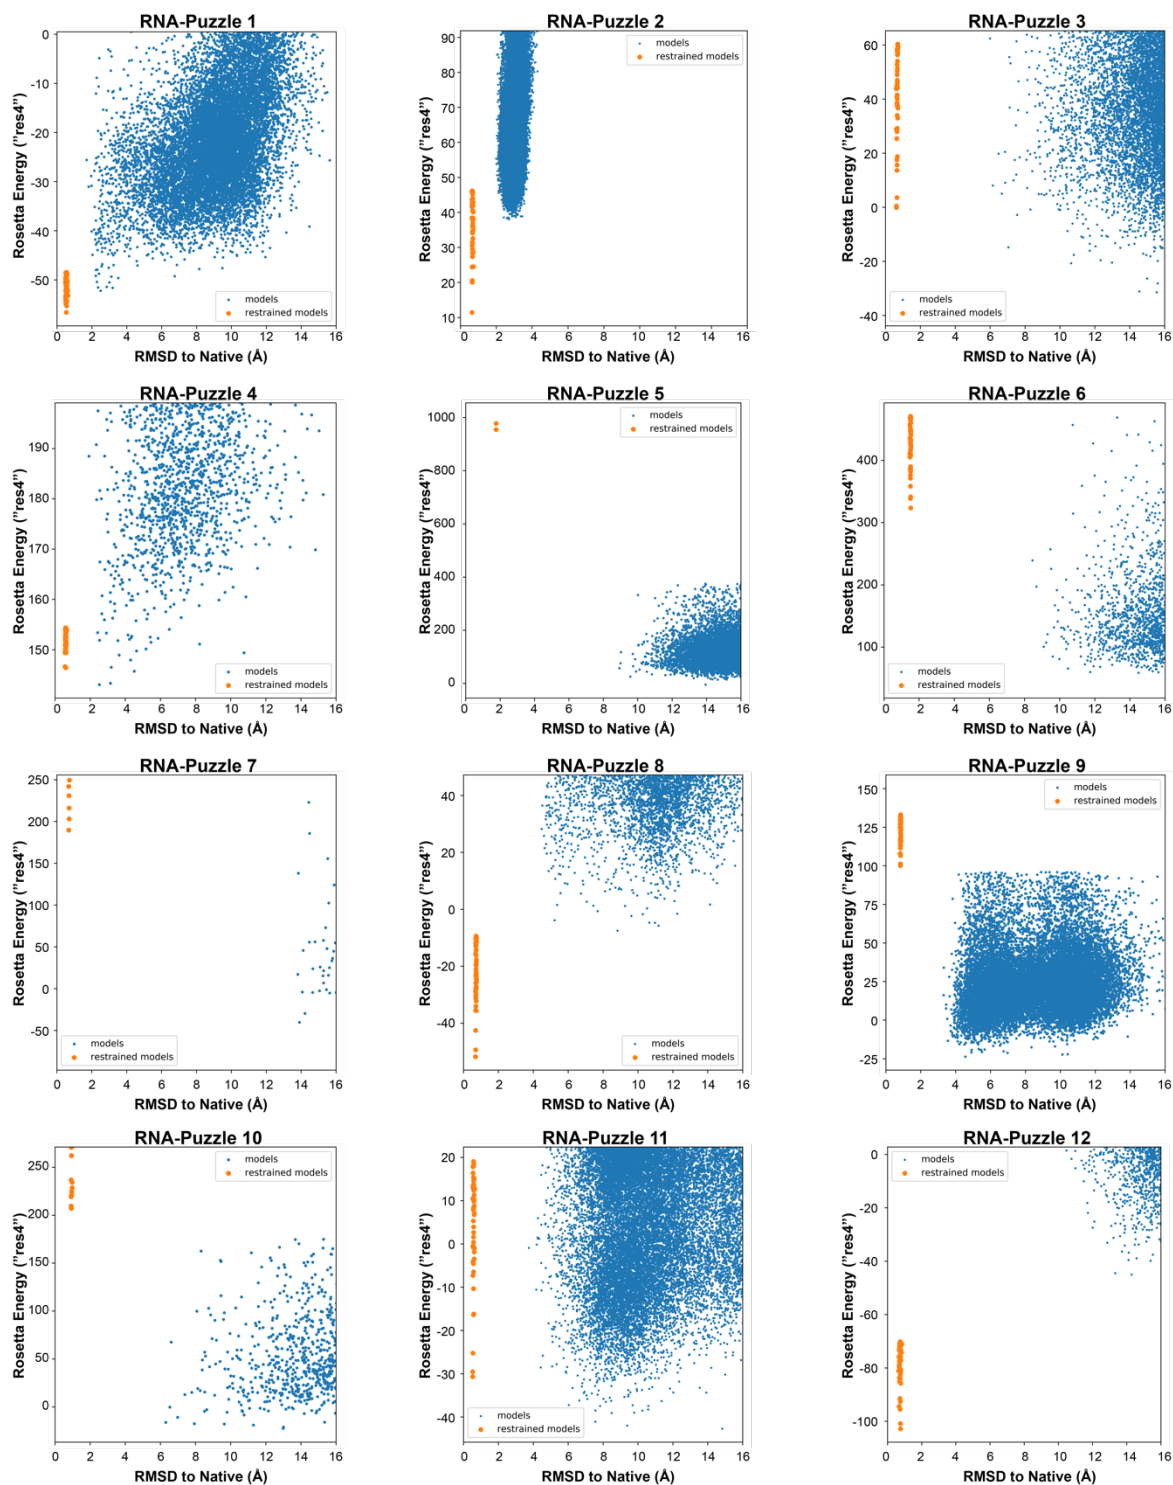 RNA-Puzzle 1
0
-10
-20
-30
-40
-50
Rosetta Energy ("res4")
models
restrained models
0 2 4 6 8 10 12 14 16
RMSD to Native (Å)
RNA-Puzzle 2
90
80
70
60
50
40
30
20
10
Rosetta Energy ("res4")
models
restrained models
0 2 4 6 8 10 12 14 16
RMSD to Native (Å)
RNA-Puzzle 3
60
40
20
0
-20
-40
Rosetta Energy ("res4")
models
restrained models
0 2 4 6 8 10 12 14 16
RMSD to Native (Å)
RNA-Puzzle 4
190
180
170
160
150
Rosetta Energy ("res4")
models
restrained models
0 2 4 6 8 10 12 14 16
RMSD to Native (Å)
RNA-Puzzle 5
1000
800
600
400
200
0
Rosetta Energy ("res4")
models
restrained models
0 2 4 6 8 10 12 14 16
RMSD to Native (Å)
RNA-Puzzle 6
400
300
200
100
Rosetta Energy ("res4")
models
restrained models
0 2 4 6 8 10 12 14 16
RMSD to Native (Å)
RNA-Puzzle 7
250
200
150
100
50
0
-50
Rosetta Energy ("res4")
models
restrained models
0 2 4 6 8 10 12 14 16
RMSD to Native (Å)
RNA-Puzzle 8
40
20
0
-20
-40
Rosetta Energy ("res4")
models
restrained models
0 2 4 6 8 10 12 14 16
RMSD to Native (Å)
RNA-Puzzle 9
150
125
100
75
50
25
0
-25
Rosetta Energy ("res4")
models
restrained models
0 2 4 6 8 10 12 14 16
RMSD to Native (Å)
RNA-Puzzle 10
250
200
150
100
50
0
Rosetta Energy ("res4")
models
restrained models
0 2 4 6 8 10 12 14 16
RMSD to Native (Å)
RNA-Puzzle 11
20
10
0
-10
-20
-30
-40
Rosetta Energy ("res4")
models
restrained models
0 2 4 6 8 10 12 14 16
RMSD to Native (Å)
RNA-Puzzle 12
0
-20
-40
-60
-80
-100
Rosetta Energy ("res4")
models
restrained models
0 2 4 6 8 10 12 14 16
RMSD to Native (Å)